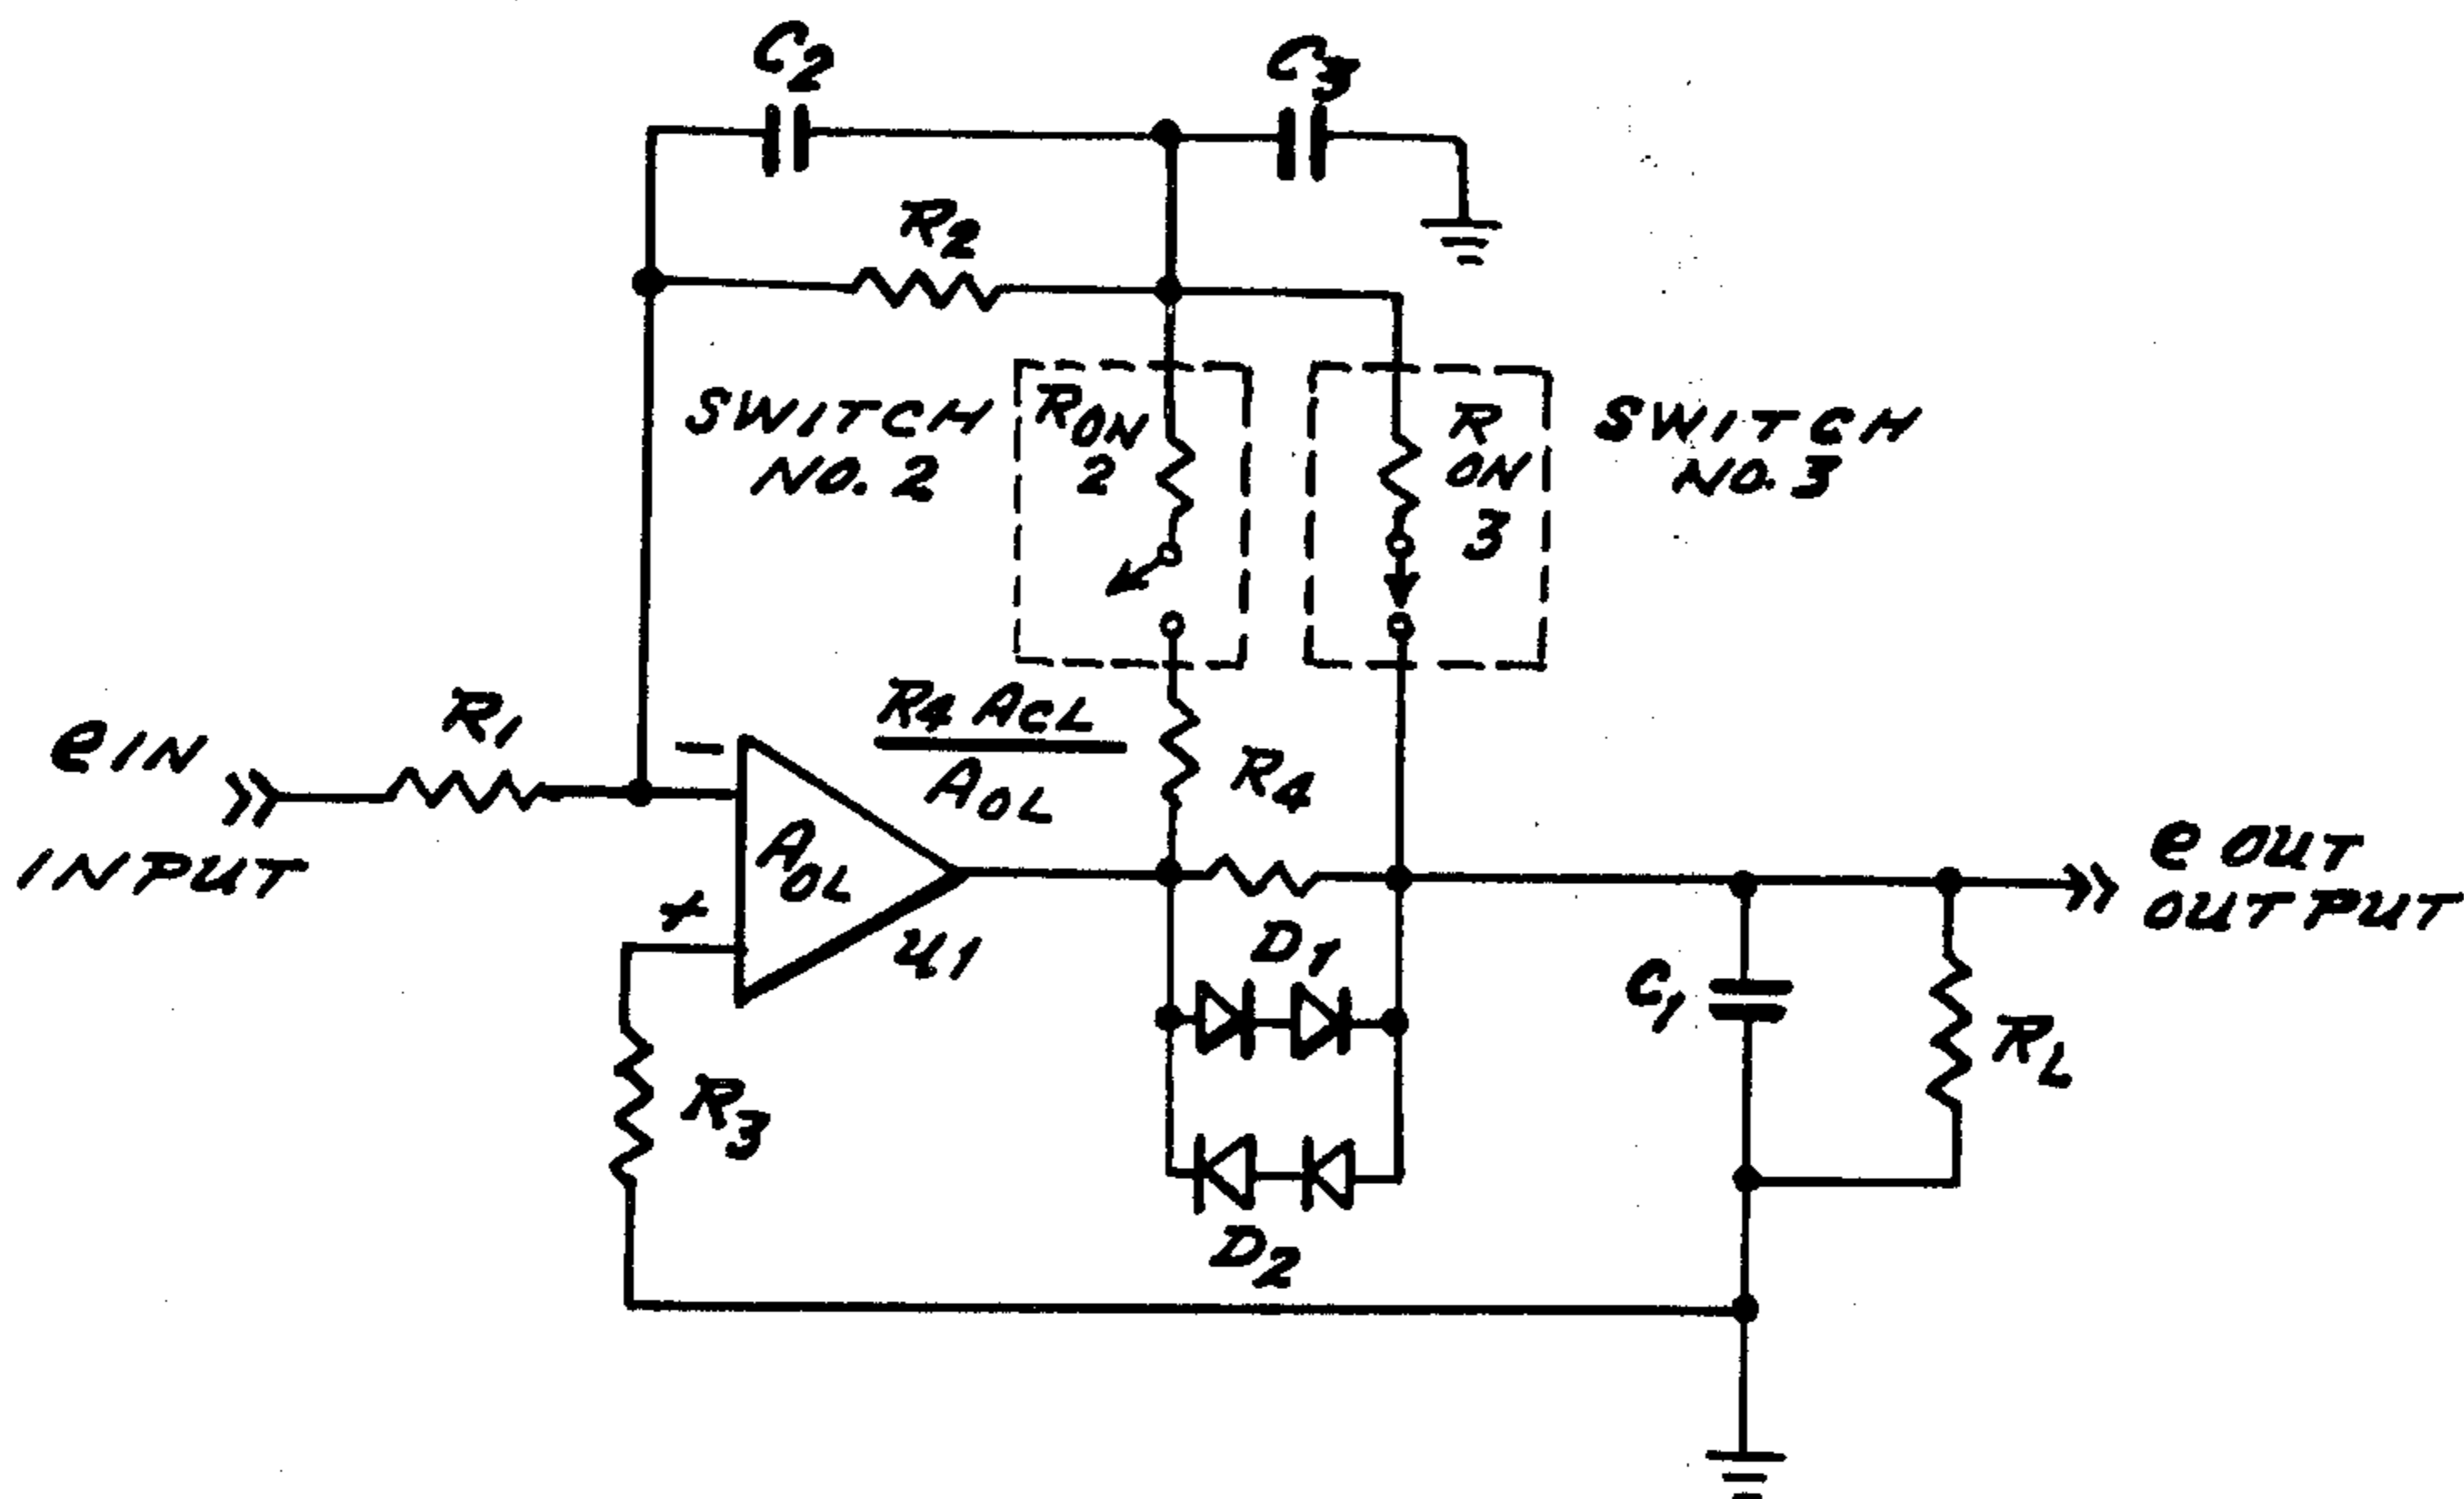 C2
C3
R2
SWITCH
NO. 2
RON
2
R
ON
3
SWITCH
NO. 3
eIN
INPUT
R1
R4 ACL
AOL
R4
-
AOL
+
U1
e OUT
OUTPUT
D1
C1
RL
R3
D2